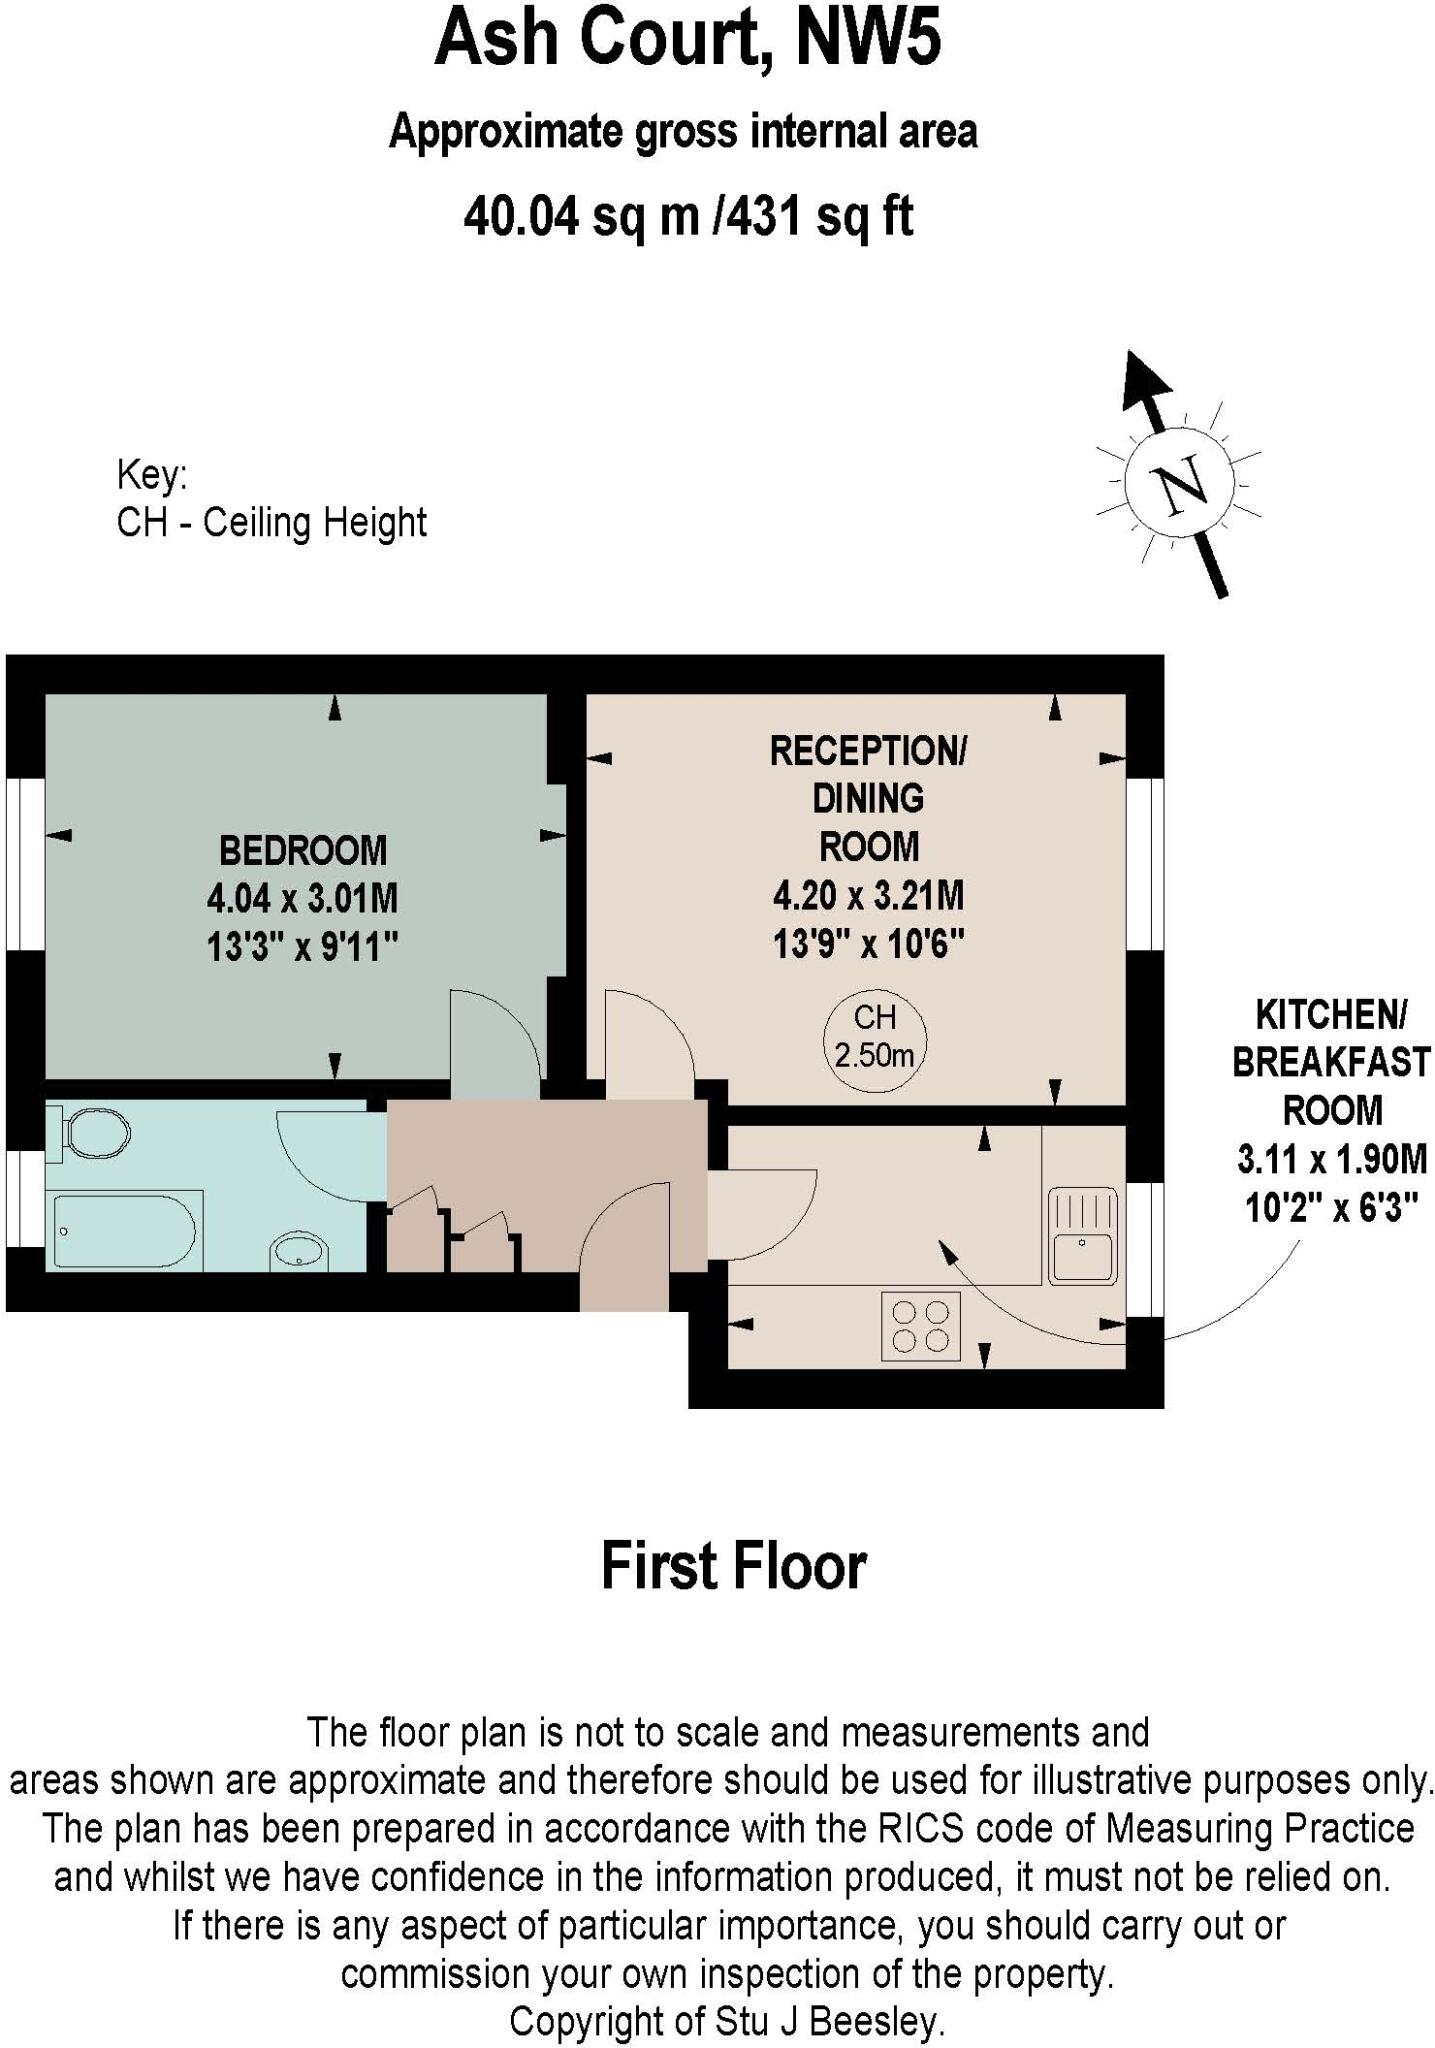 Ash Court, NW5
Approximate gross internal area
40.04 sq m /431 sq ft
N
Key:
CH - Ceiling Height
BEDROOM
4.04 x 3.01M
13'3" x 9'11"
RECEPTION/
DINING
ROOM
4.20 x 3.21M
13'9" x 10'6"
CH
2.50m
KITCHEN/
BREAKFAST
ROOM
3.11 x 1.90M
10'2" x 6'3"
First Floor
The floor plan is not to scale and measurements and
areas shown are approximate and therefore should be used for illustrative purposes only.
The plan has been prepared in accordance with the RICS code of Measuring Practice
and whilst we have confidence in the information produced, it must not be relied on.
If there is any aspect of particular importance, you should carry out or
commission your own inspection of the property.
Copyright of Stu J Beesley.